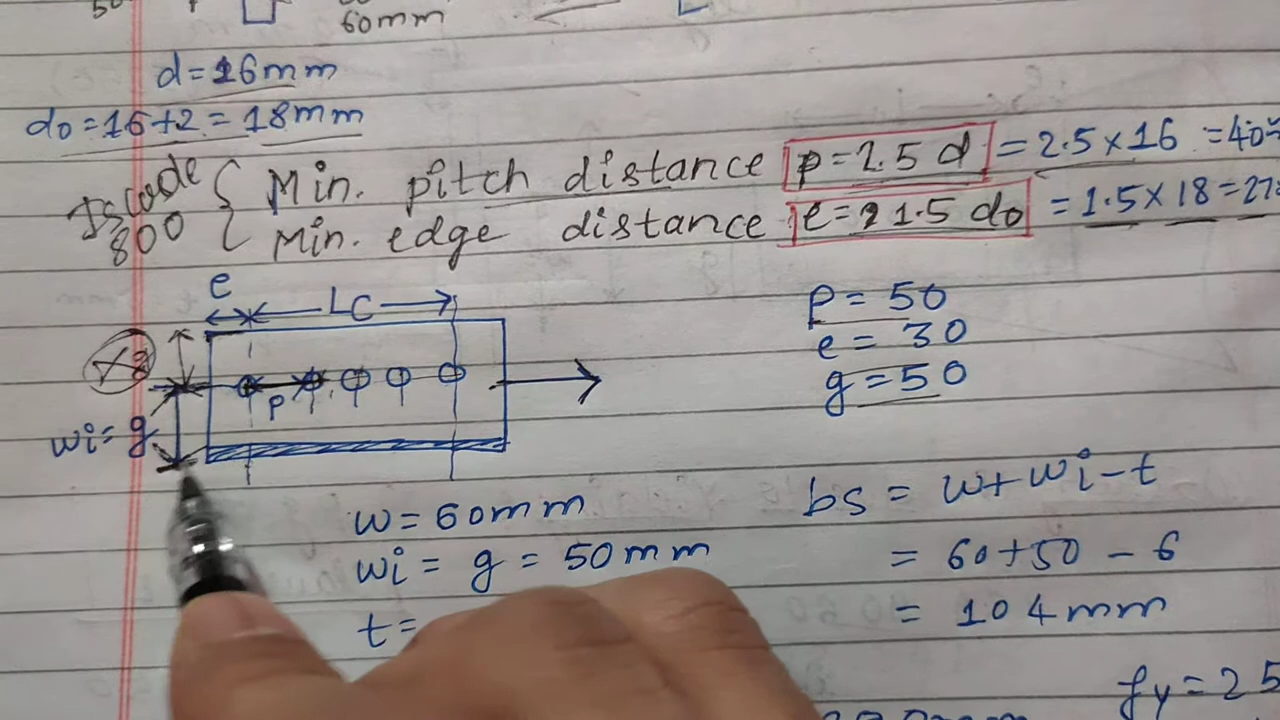 60mm
d=16mm
do=16+2=18mm
Is code 800 { Min. pitch distance p=2.5 d = 2.5×16 =40
Min. edge distance e=1.5 do = 1.5×18=27
e Lc
p
wi= g
p= 50
e= 30
g=50
w= 60mm
wi= g = 50mm
t=
bs = w+wi-t
= 60+50-6
= 104mm
fy=25